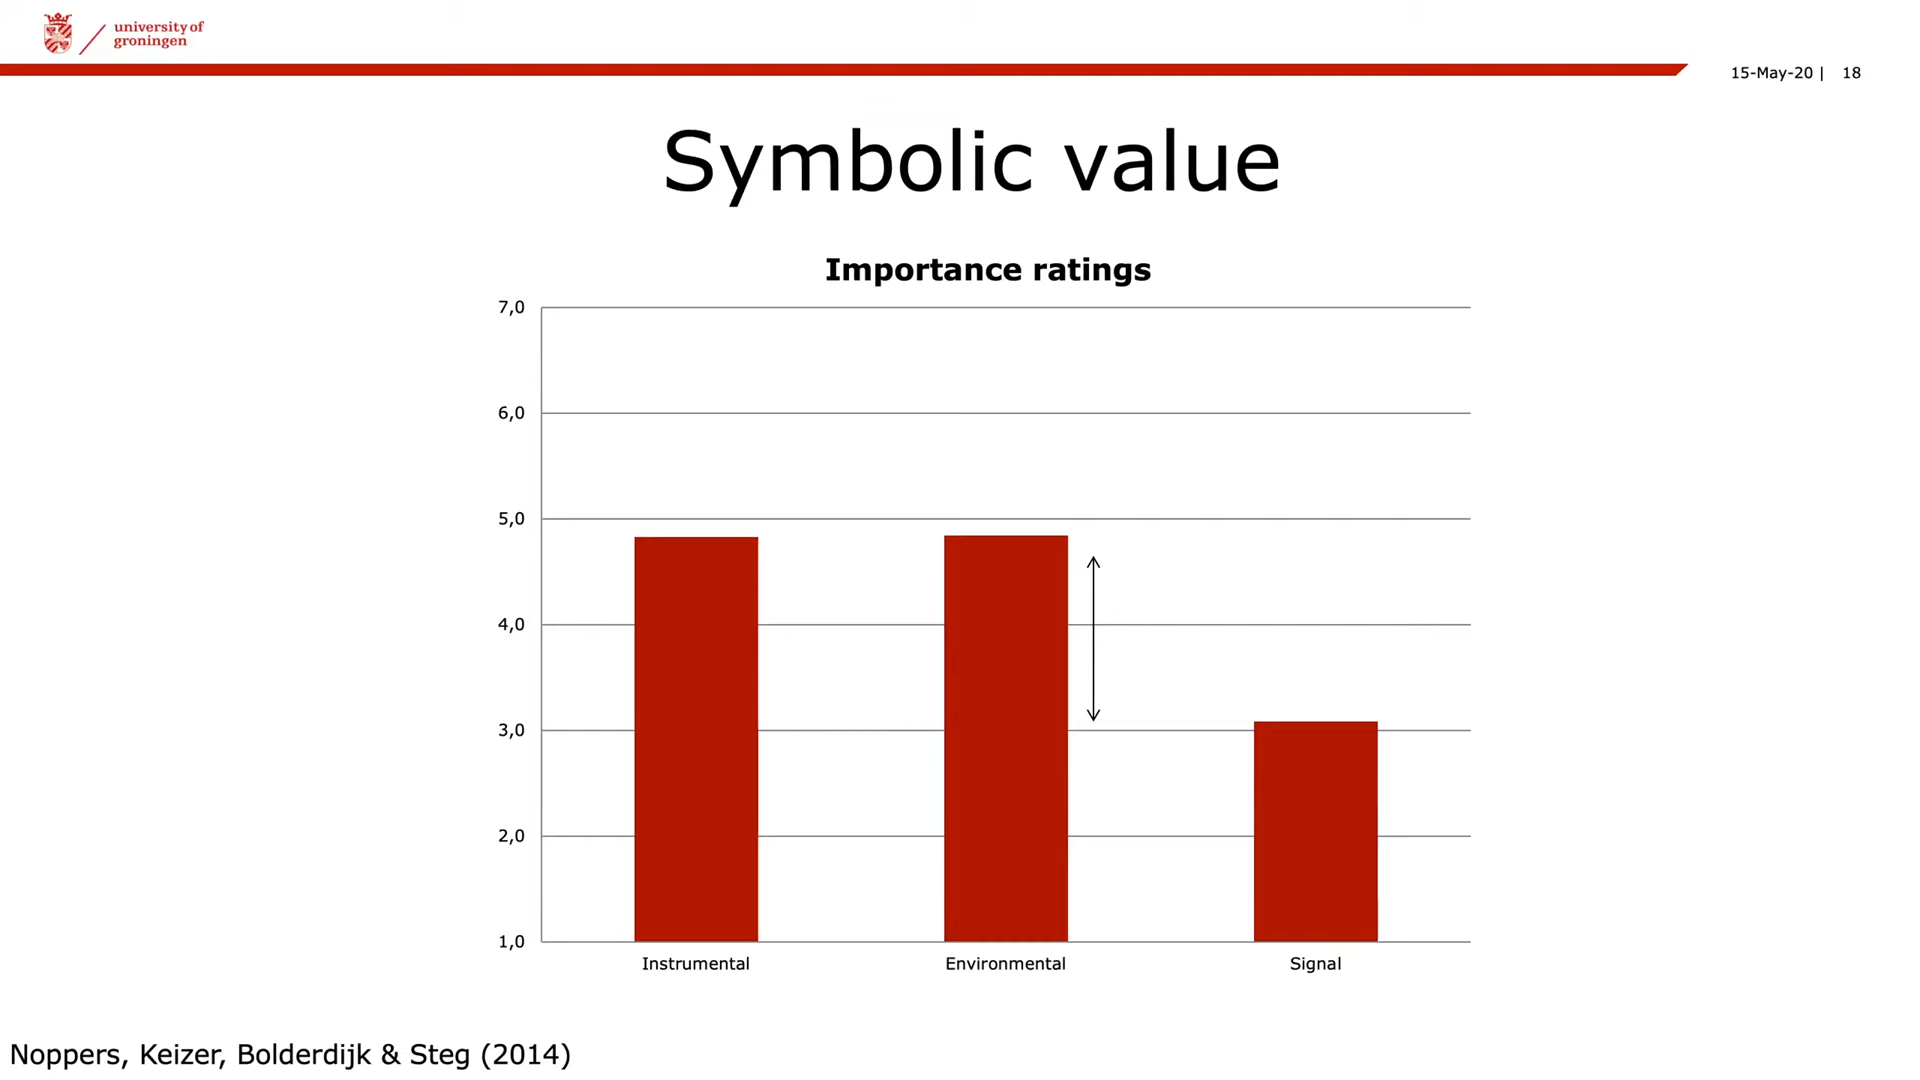 university of
groningen
15-May-20 | 18
Symbolic value
Importance ratings
7,0
6,0
5,0
4,0
3,0
2,0
1,0
Instrumental Environmental Signal
Noppers, Keizer, Bolderdijk & Steg (2014)